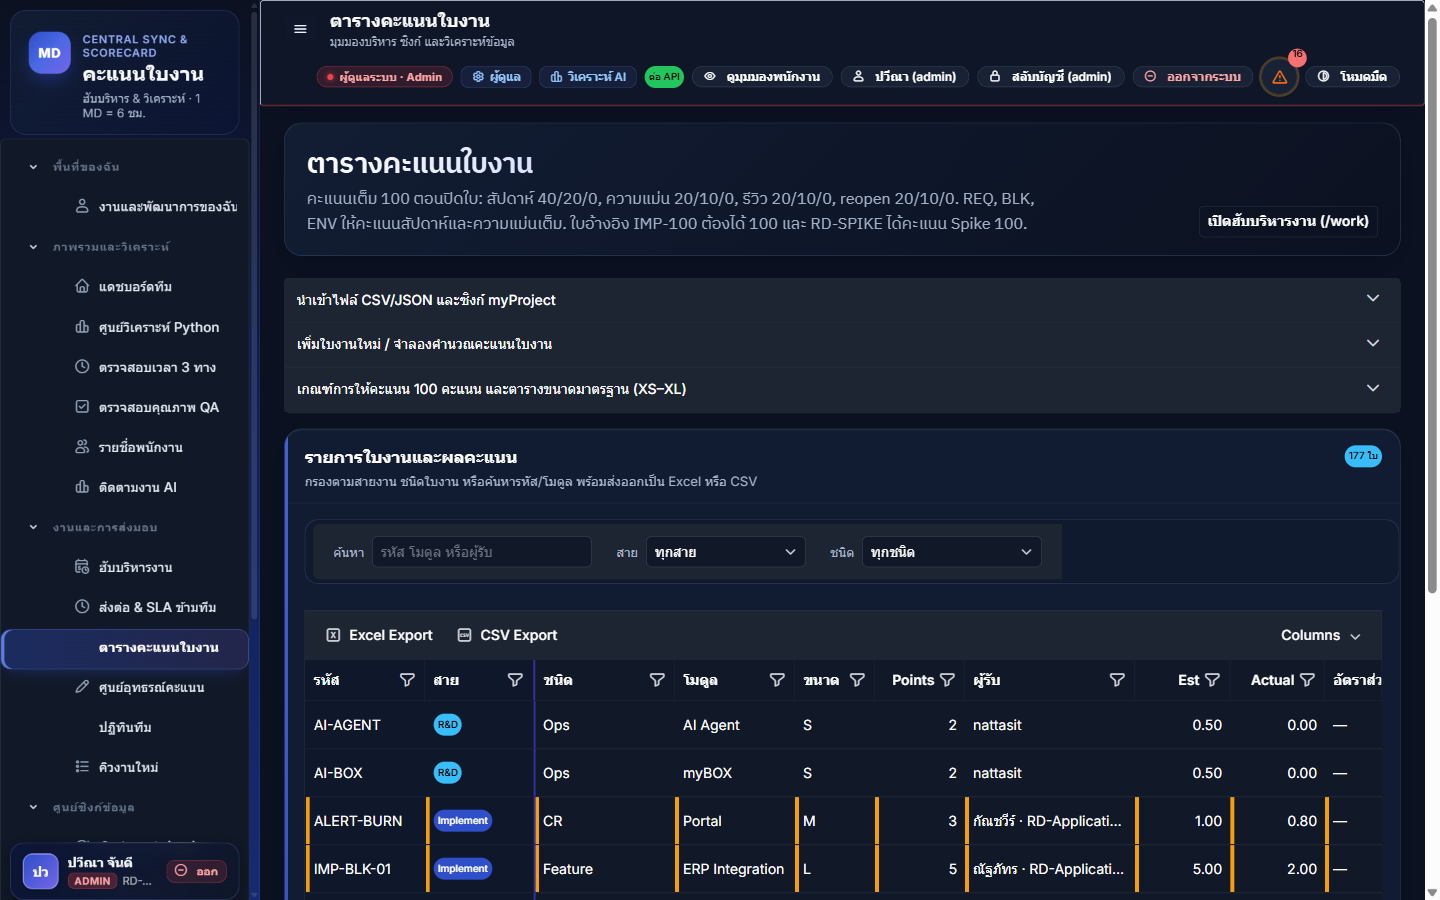 MD
CENTRAL SYNC &
SCORECARD
คะแนนใบงาน
ฮับบริหาร & วิเคราะห์ · 1
MD = 6 ชม.
พื้นที่ของฉัน
งานและพัฒนาการของฉัน
ภาพรวมและวิเคราะห์
แดชบอร์ดทีม
ศูนย์วิเคราะห์ Python
ตรวจสอบเวลา 3 ทาง
ตรวจสอบคุณภาพ QA
รายชื่อพนักงาน
ติดตามงาน AI
งานและการส่งมอบ
ฮับบริหารงาน
ส่งต่อ & SLA ข้ามทีม
ตารางคะแนนใบงาน
ศูนย์อุทธรณ์คะแนน
ปฏิทินทีม
คิวงานใหม่
ศูนย์ซิงก์ข้อมูล
ปว
ปวีณา จันดี
ADMIN RD-...
ออก
ตารางคะแนนใบงาน
มุมมองบริหาร ซิงก์ และวิเคราะห์ข้อมูล
ผู้ดูแลระบบ · Admin
ผู้ดูแล
วิเคราะห์ AI
ต่อ API
ดูมุมมองพนักงาน
ปวีณา (admin)
สลับบัญชี (admin)
ออกจากระบบ
16
โหมดมืด
ตารางคะแนนใบงาน
คะแนนเต็ม 100 ตอนปิดใบ: สัปดาห์ 40/20/0, ความแม่น 20/10/0, รีวิว 20/10/0, reopen 20/10/0. REQ, BLK,
ENV ให้คะแนนสัปดาห์และความแม่นเต็ม. ใบอ้างอิง IMP-100 ต้องได้ 100 และ RD-SPIKE ได้คะแนน Spike 100.
เปิดฮับบริหารงาน (/work)
นำเข้าไฟล์ CSV/JSON และซิงก์ myProject
เพิ่มใบงานใหม่ / จำลองคำนวณคะแนนใบงาน
เกณฑ์การให้คะแนน 100 คะแนน และตารางขนาดมาตรฐาน (XS–XL)
รายการใบงานและผลคะแนน
177 ใบ
กรองตามสายงาน ชนิดใบงาน หรือค้นหารหัส/โมดูล พร้อมส่งออกเป็น Excel หรือ CSV
ค้นหา รหัส โมดูล หรือผู้รับ สาย ทุกสาย ชนิด ทุกชนิด
Excel Export CSV Export Columns
รหัส สาย ชนิด โมดูล ขนาด Points ผู้รับ Est Actual อัตราส่ว
AI-AGENT R&D Ops AI Agent S 2 nattasit 0.50 0.00 —
AI-BOX R&D Ops myBOX S 2 nattasit 0.50 0.00 —
ALERT-BURN Implement CR Portal M 3 กัณชวีร์ · RD-Applicati... 1.00 0.80 —
IMP-BLK-01 Implement Feature ERP Integration L 5 ณัฐภัทร · RD-Applicati... 5.00 2.00 —